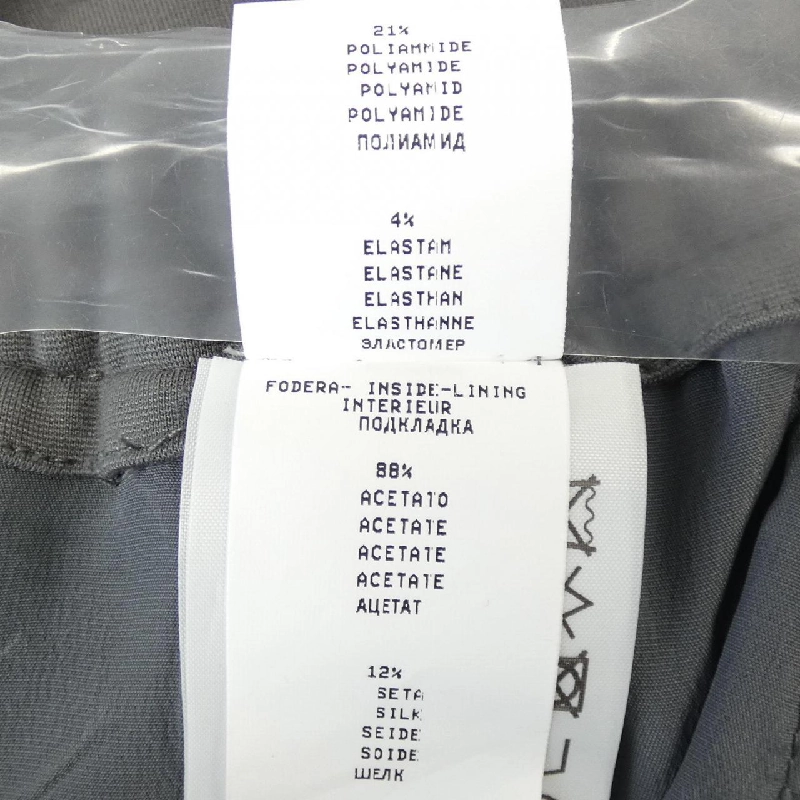 21%
POLIAMMIDE
POLYAMIDE
POLYAMID
POLYAMIDE
ПОЛИАМИД
4%
ELASTAM
ELASTANE
ELASTHAN
ELASTHANNE
ЭЛАСТОМЕР
FODERA- INSIDE-LINING
INTERIEUR
ПОДКЛАДКА
88%
ACETATO
ACETATE
ACETATE
ACETATE
АЦЕТАТ
12%
SETA
SILK
SEIDE
SOIDE
ШЕЛК